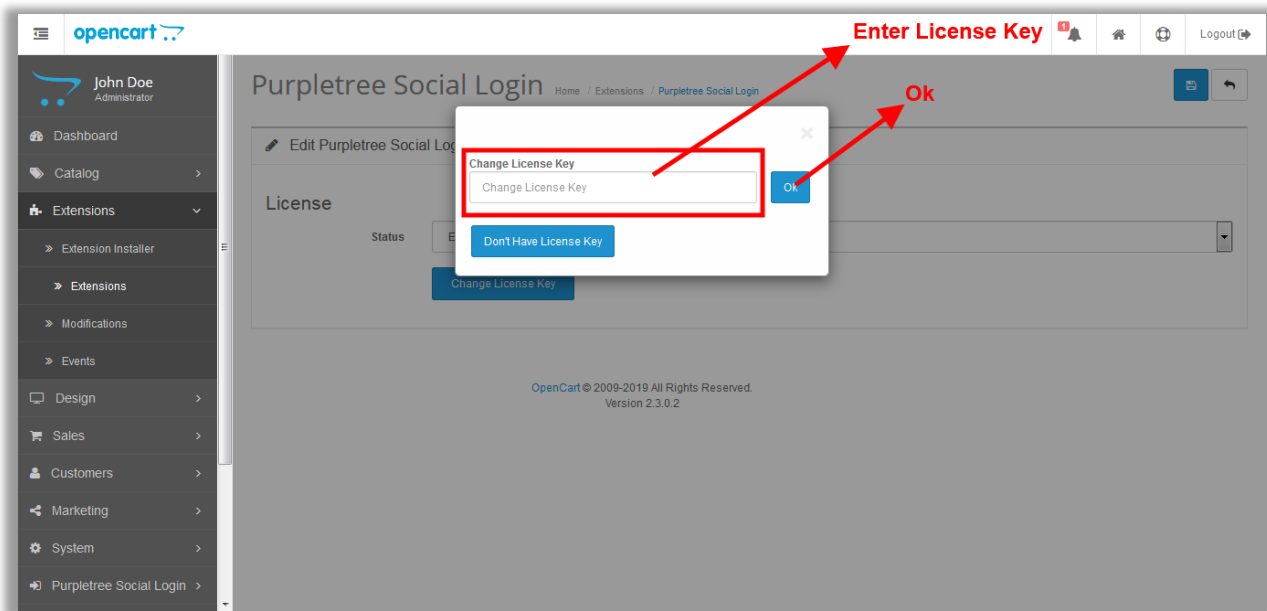 opencart
Enter License Key
1
Logout
John Doe
Administrator
Purpletree Social Login
Home / Extensions / Purpletree Social Login
Ok
Dashboard
Catalog
Extensions
Extension Installer
Extensions
Modifications
Events
Design
Sales
Customers
Marketing
System
Purpletree Social Login
Edit Purpletree Social Log
License
Status
E
Change License Key
Change License Key
Change License Key
Ok
Don't Have License Key
OpenCart © 2009-2019 All Rights Reserved.
Version 2.3.0.2